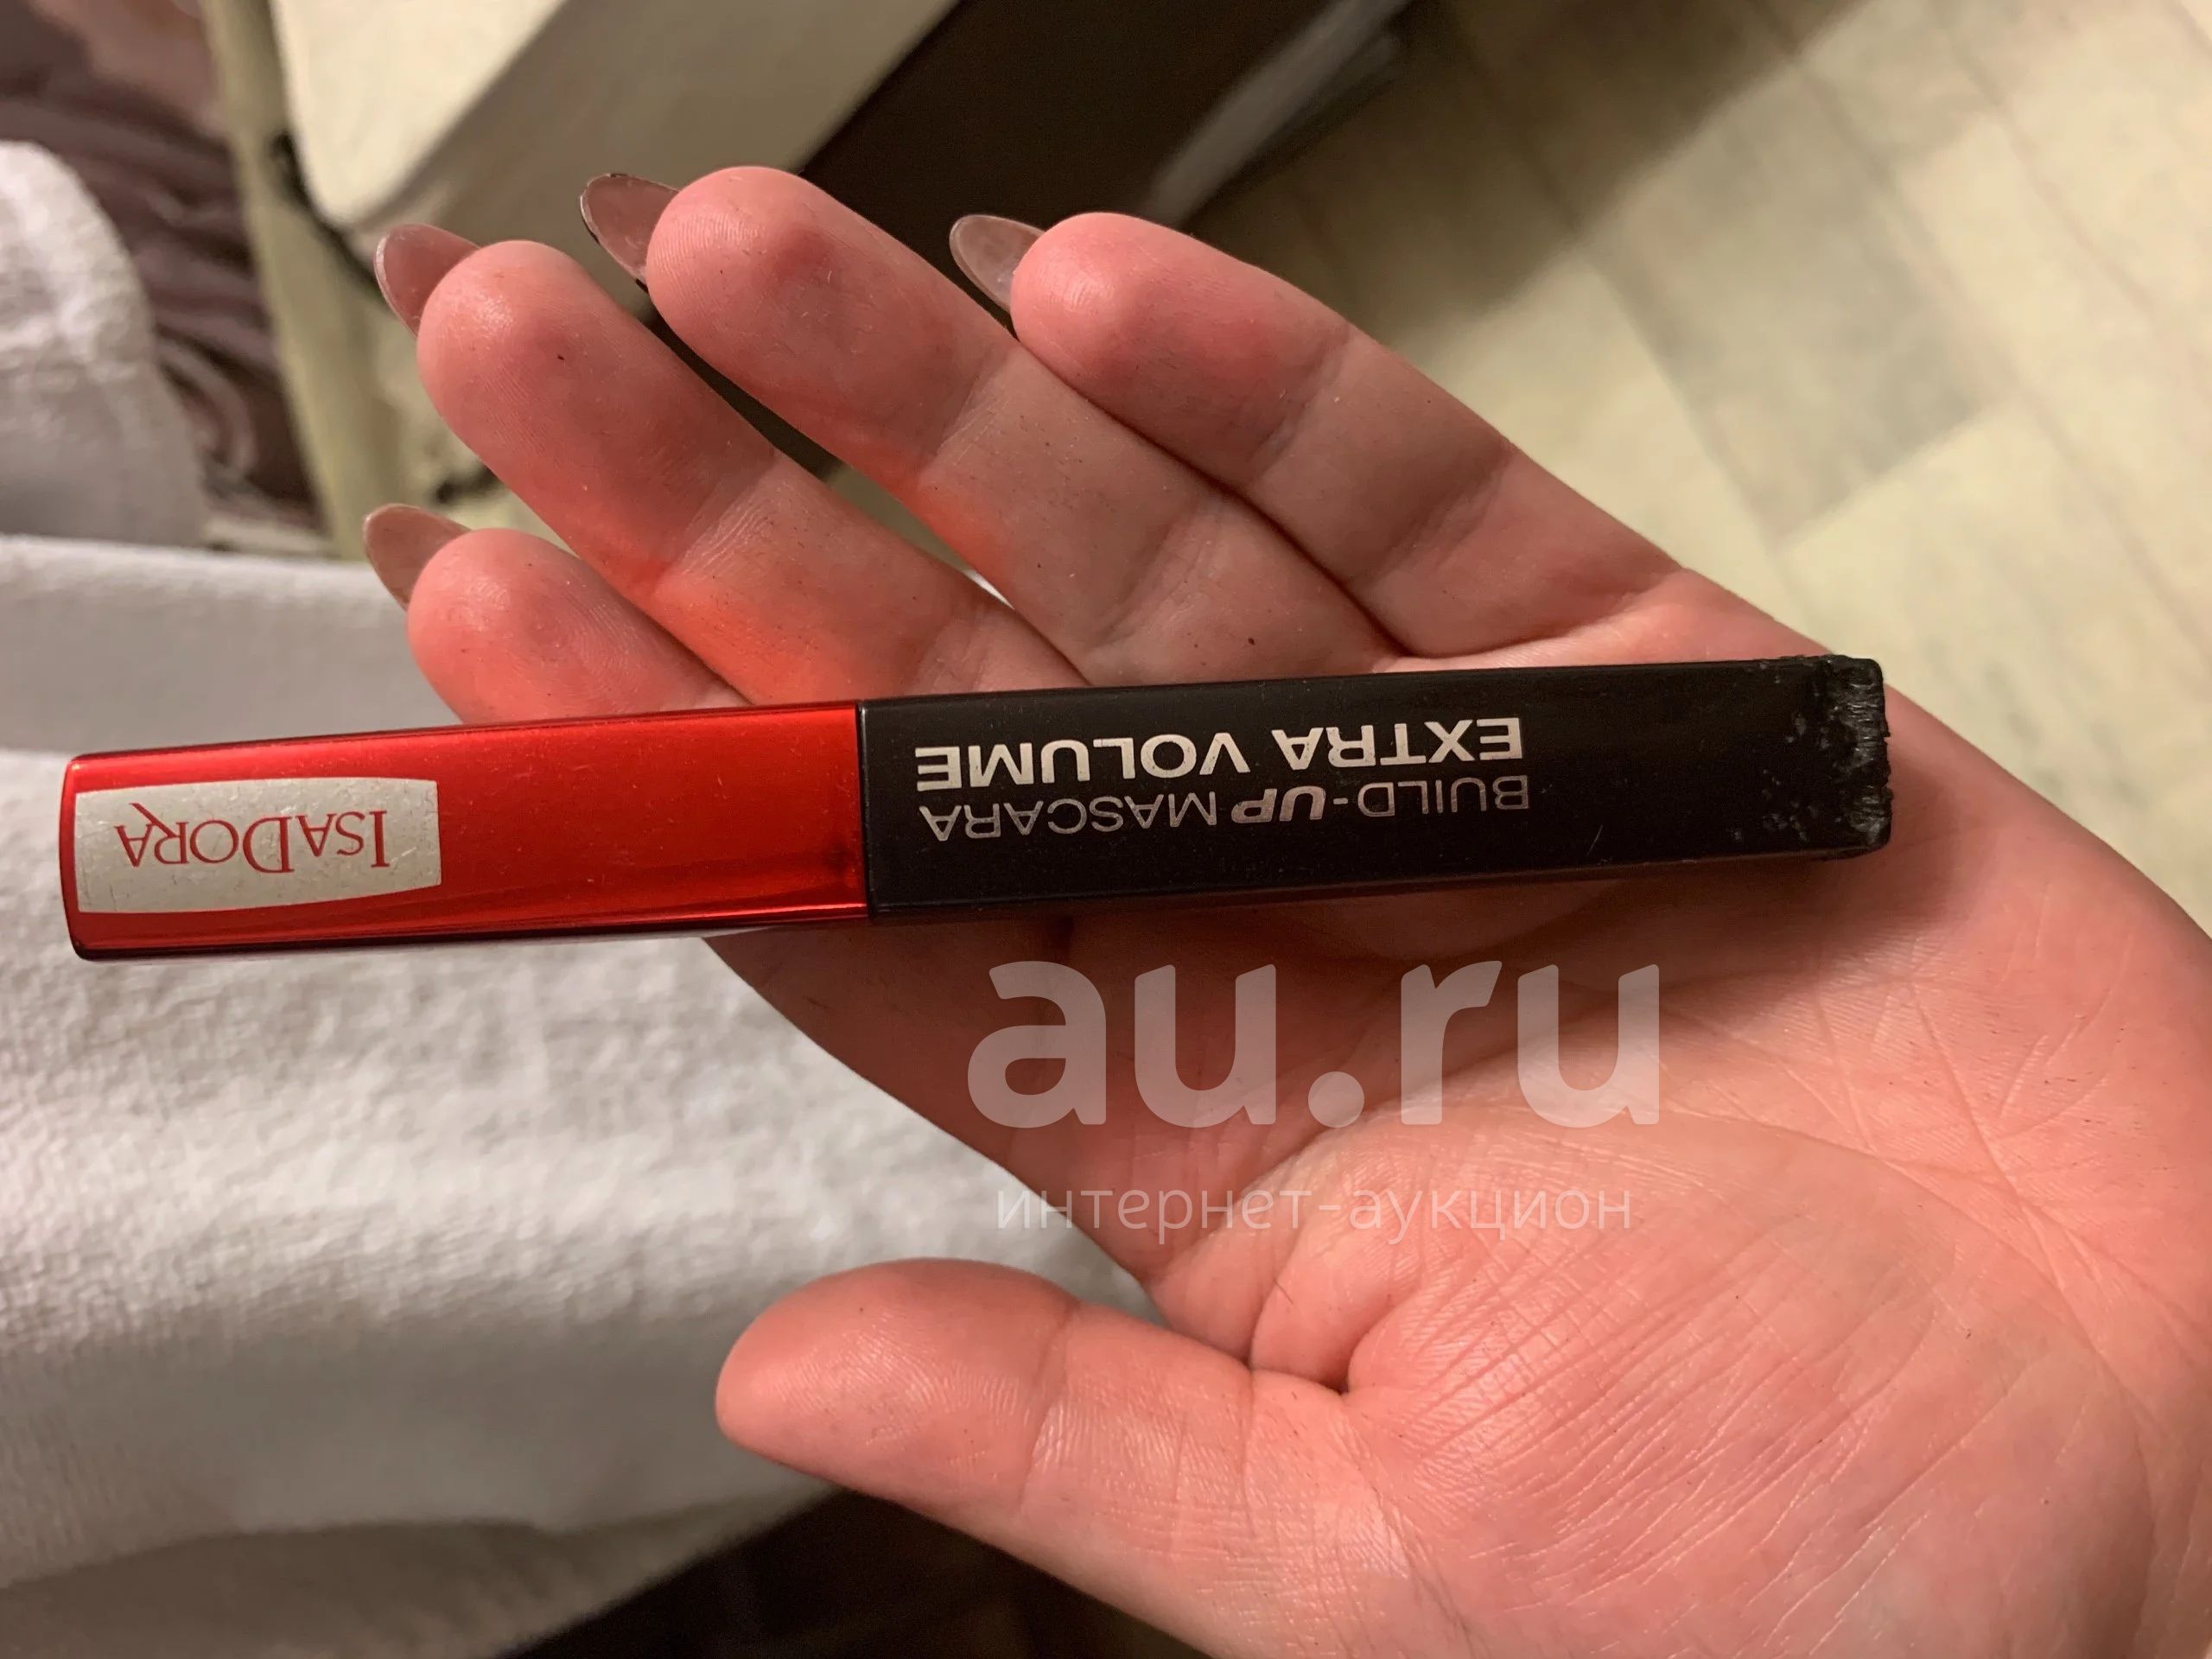 IsaDora
BUILD-UP MASCARA
EXTRA VOLUME
au.ru
интернет-аукцион